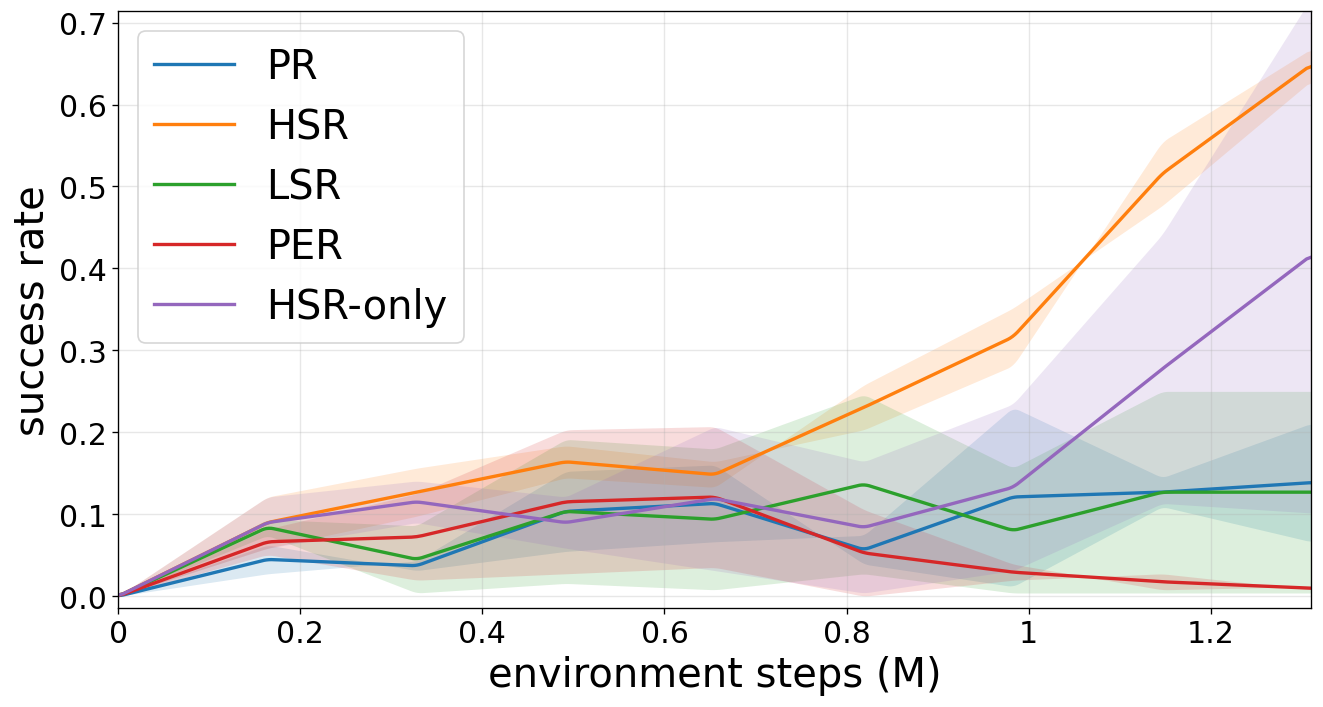 0.7
0.6
0.5
0.4
0.3
0.2
0.1
0.0
success rate
PR
HSR
LSR
PER
HSR-only
0 0.2 0.4 0.6 0.8 1 1.2
environment steps (M)